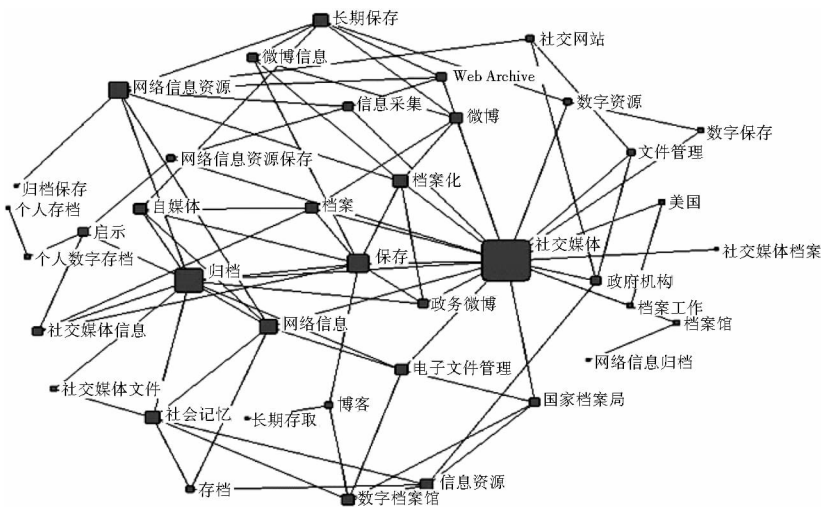 长期保存
社交网站
微博信息
Web Archive
网络信息资源
信息采集
数字资源
微博
数字保存
网络信息资源保存
文件管理
档案化
归档保存
个人存档
自媒体
档案
美国
启示
社交媒体
社交媒体档案
个人数字存档
归档
保存
政府机构
政务微博
档案工作
社交媒体信息
网络信息
档案馆
网络信息归档
电子文件管理
社交媒体文件
社会记忆
长期存取
博客
国家档案局
存档
数字档案馆
信息资源